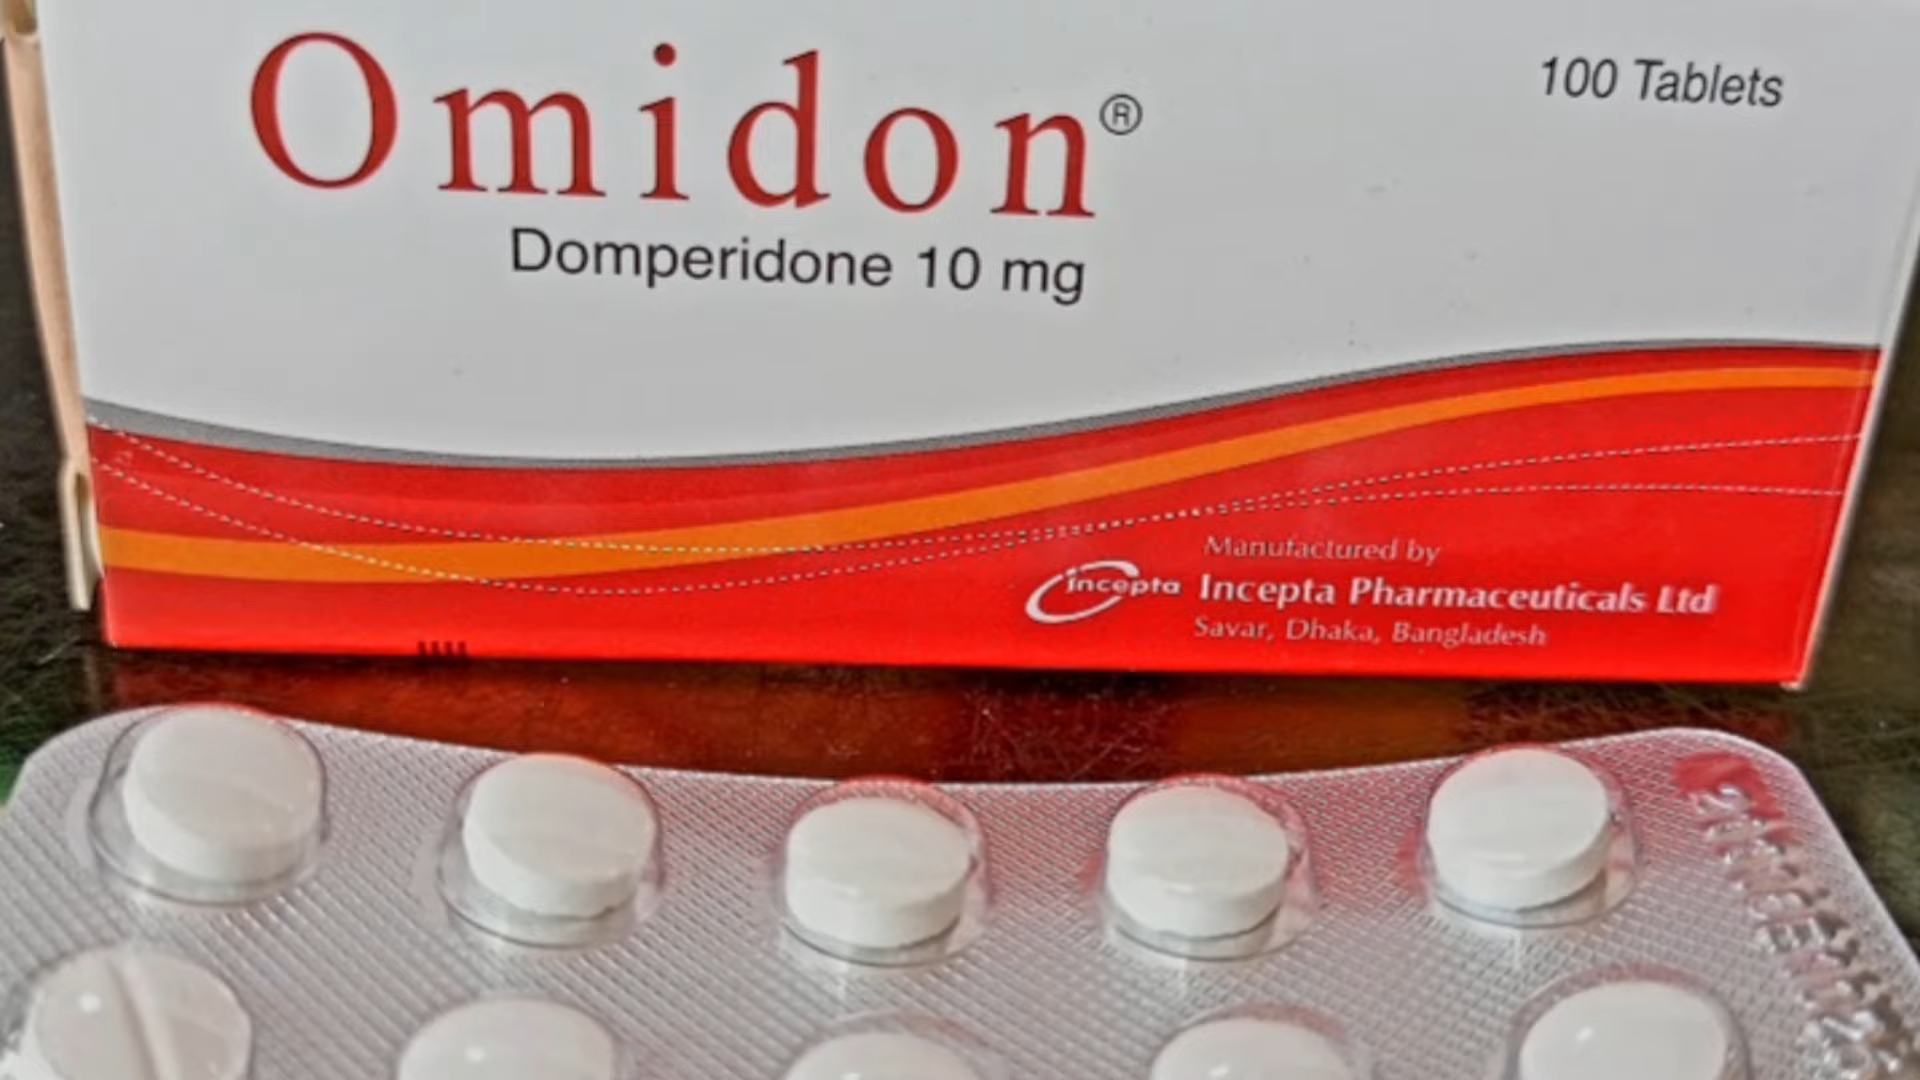 Omidon®
100 Tablets
Domperidone 10 mg
Manufactured by
incepta
Incepta Pharmaceuticals Ltd
Savar, Dhaka, Bangladesh